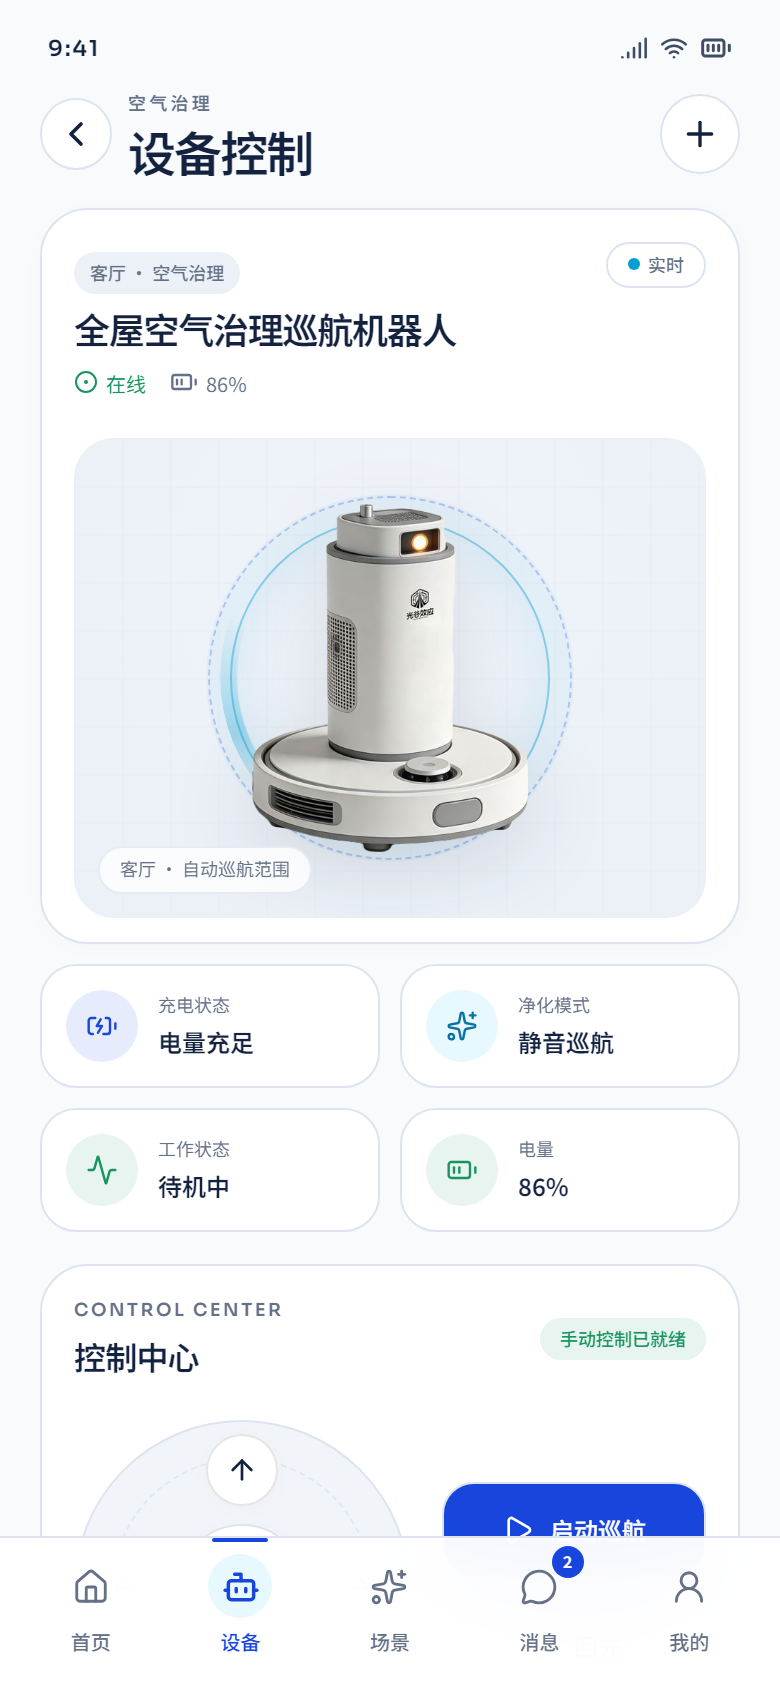 9:41
空气治理
设备控制
客厅 · 空气治理
实时
全屋空气治理巡航机器人
在线
86%
光谷效应
客厅 · 自动巡航范围
充电状态
电量充足
净化模式
静音巡航
工作状态
待机中
电量
86%
CONTROL CENTER
控制中心
手动控制已就绪
启动巡航
2
首页
设备
场景
消息
我的